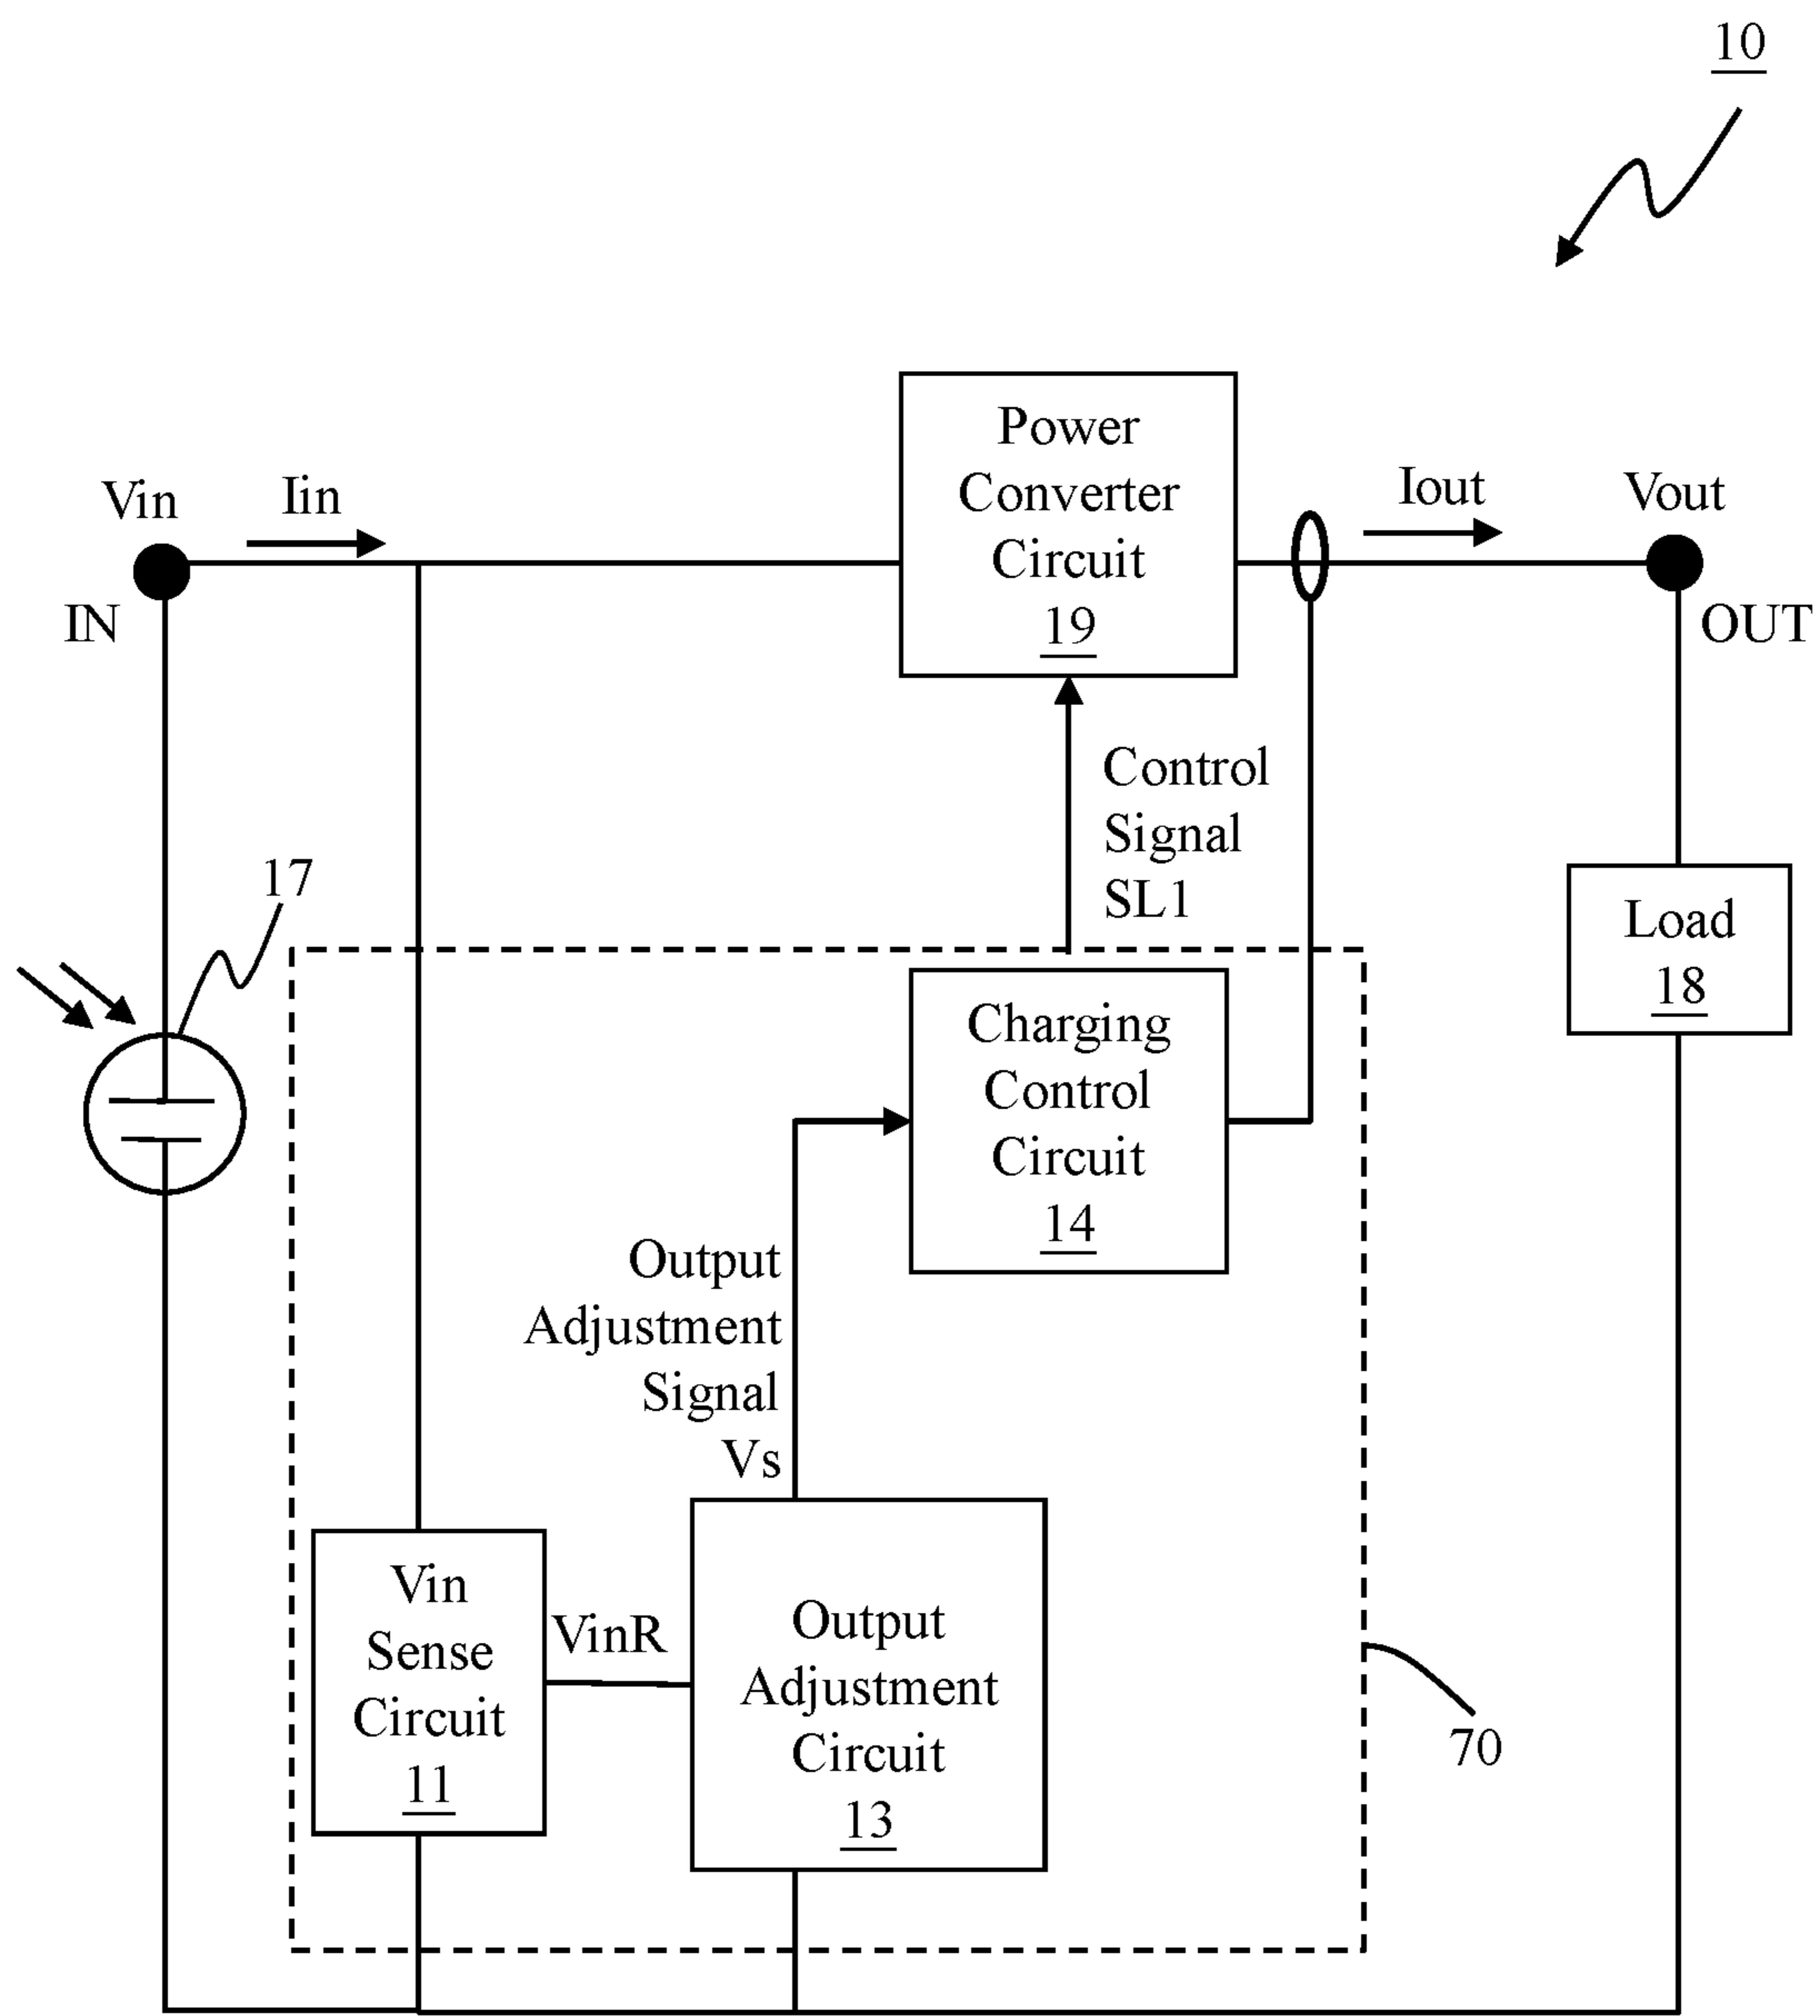 10
Power
Converter
Circuit
19
Vin
Iin
Iout
Vout
IN
OUT
Control
Signal
SL1
17
Load
18
Charging
Control
Circuit
14
Output
Adjustment
Signal
Vs
Vin
Sense
Circuit
11
VinR
Output
Adjustment
Circuit
13
70